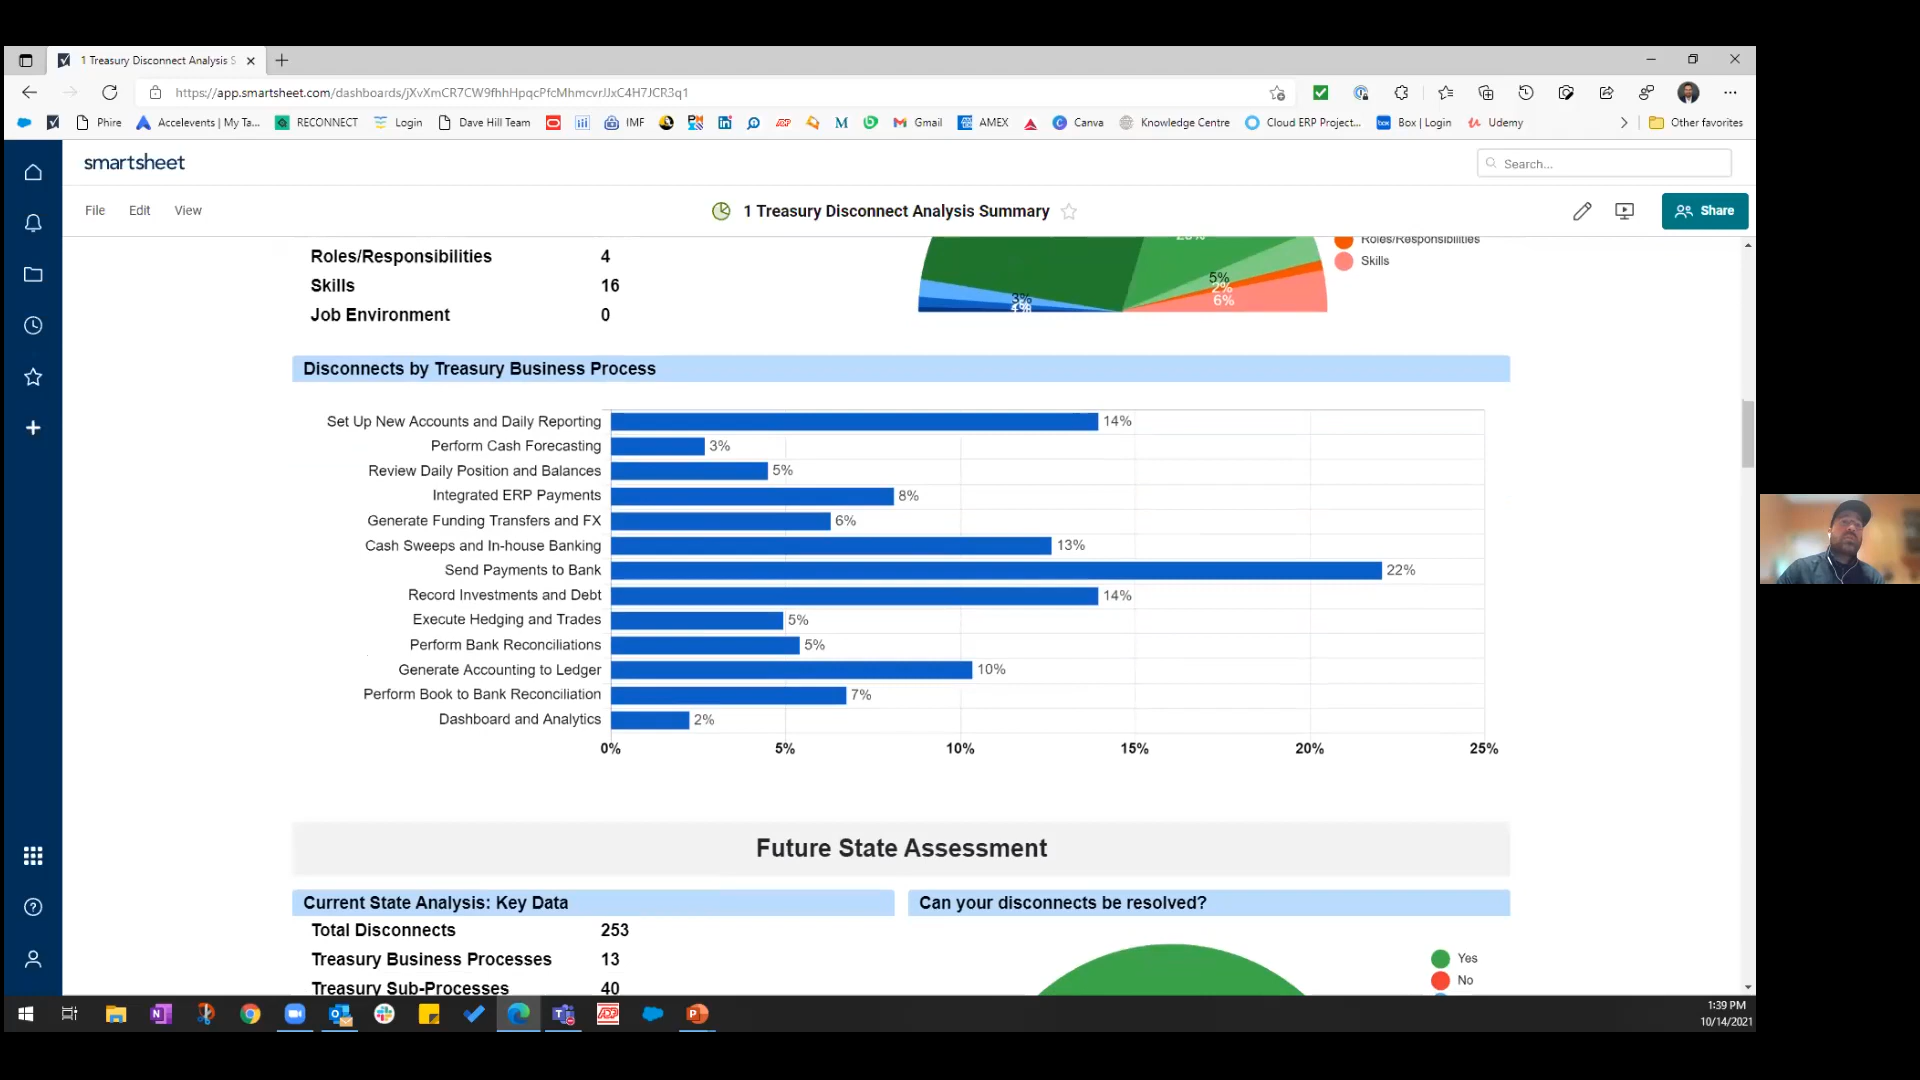 1 Treasury Disconnect Analysis S
https://app.smartsheet.com/dashboards/jXvXmCR7CW9fhhHpqcPfcMhmcvrJJxC4H7JCR3q1
Phire
Accelevents | My Ta...
RECONNECT
Login
Dave Hill Team
IMF
M
Gmail
AMEX
Canva
Knowledge Centre
Cloud ERP Project...
Box | Login
Udemy
Other favorites
smartsheet
Search...
File Edit View
1 Treasury Disconnect Analysis Summary
Share
Roles/Responsibilities 4
Skills 16
Job Environment 0
5%
2%
6%
3%
Roles/Responsibilities
Skills
Disconnects by Treasury Business Process
Set Up New Accounts and Daily Reporting 14%
Perform Cash Forecasting 3%
Review Daily Position and Balances 5%
Integrated ERP Payments 8%
Generate Funding Transfers and FX 6%
Cash Sweeps and In-house Banking 13%
Send Payments to Bank 22%
Record Investments and Debt 14%
Execute Hedging and Trades 5%
Perform Bank Reconciliations 5%
Generate Accounting to Ledger 10%
Perform Book to Bank Reconciliation 7%
Dashboard and Analytics 2%
0% 5% 10% 15% 20% 25%
Future State Assessment
Current State Analysis: Key Data
Total Disconnects 253
Treasury Business Processes 13
Treasury Sub-Processes 40
Can your disconnects be resolved?
Yes
No
1:39 PM
10/14/2021